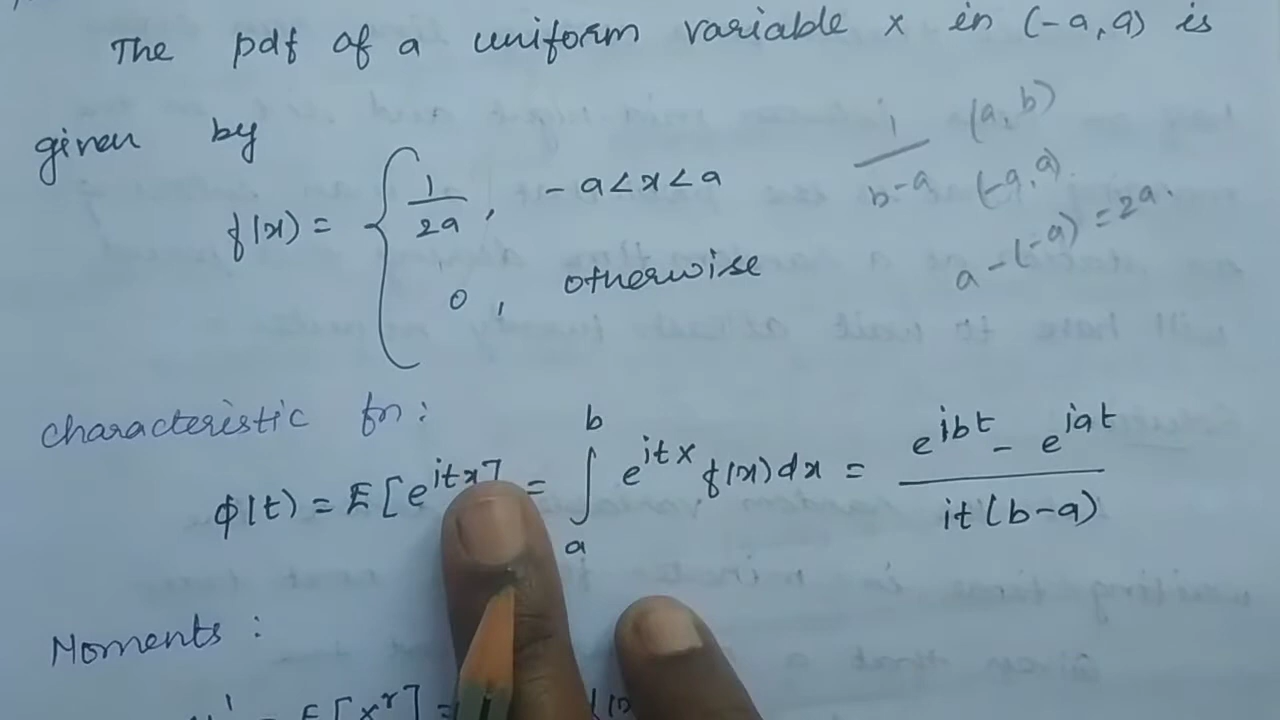 The pdf of a uniform variable x in (-a, a) is
given by
f(x) = { 1/2a , -a<x<a
0 , otherwise
1/b-a (a,b)
(-a,a)
a-(-a) = 2a.
characteristic fn:
φ(t) = E[e^itx] = ∫_a^b e^itx f(x) dx = e^ibt - e^iat / it(b-a)
Moments :
E[x^r] =